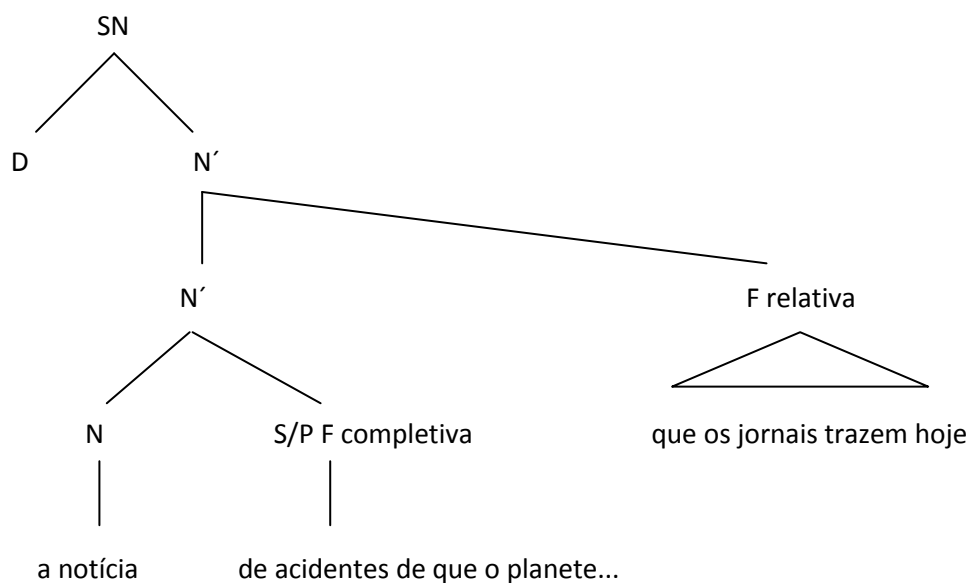 SN
D N´
N´ F relativa
N S/P F completiva que os jornais trazem hoje
a notícia de acidentes de que o planete...